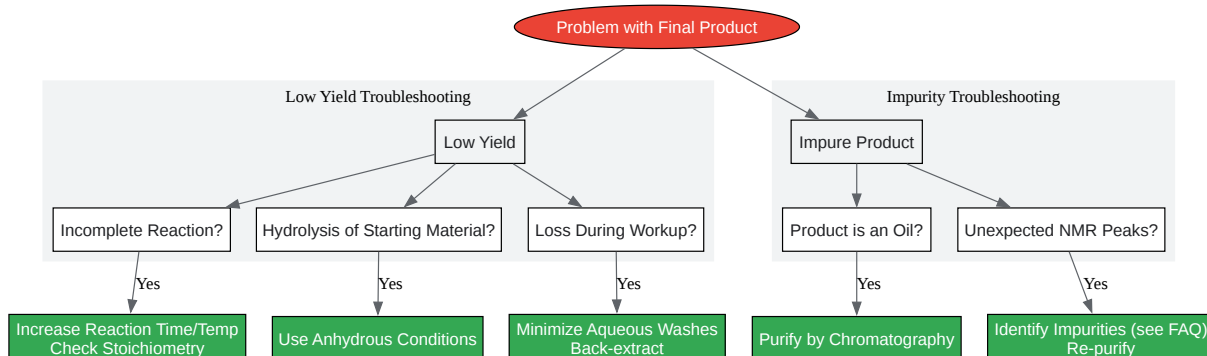 Problem with Final Product
Low Yield Troubleshooting
Impurity Troubleshooting
Low Yield
Impure Product
Incomplete Reaction?
Hydrolysis of Starting Material?
Loss During Workup?
Product is an Oil?
Unexpected NMR Peaks?
Yes
Yes
Yes
Yes
Yes
Increase Reaction Time/Temp
Check Stoichiometry
Use Anhydrous Conditions
Minimize Aqueous Washes
Back-extract
Purify by Chromatography
Identify Impurities (see FAQ)
Re-purify